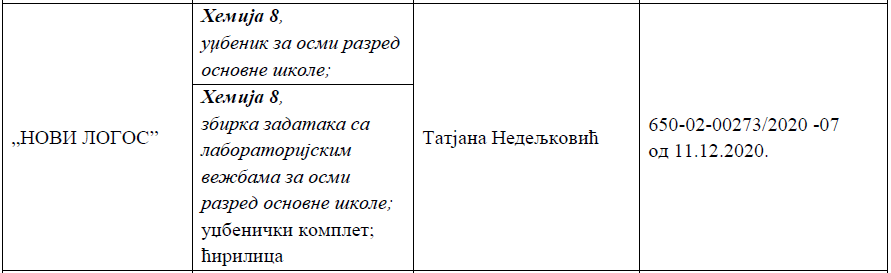 „НОВИ ЛОГОС”
Хемија 8,
уџбеник за осми разред
основне школе;
Хемија 8,
збирка задатака са
лабораторијским
вежбама за осми
разред основне школе;
уџбенички комплет;
ћирилица
Татјана Недељковић
650-02-00273/2020 -07
од 11.12.2020.